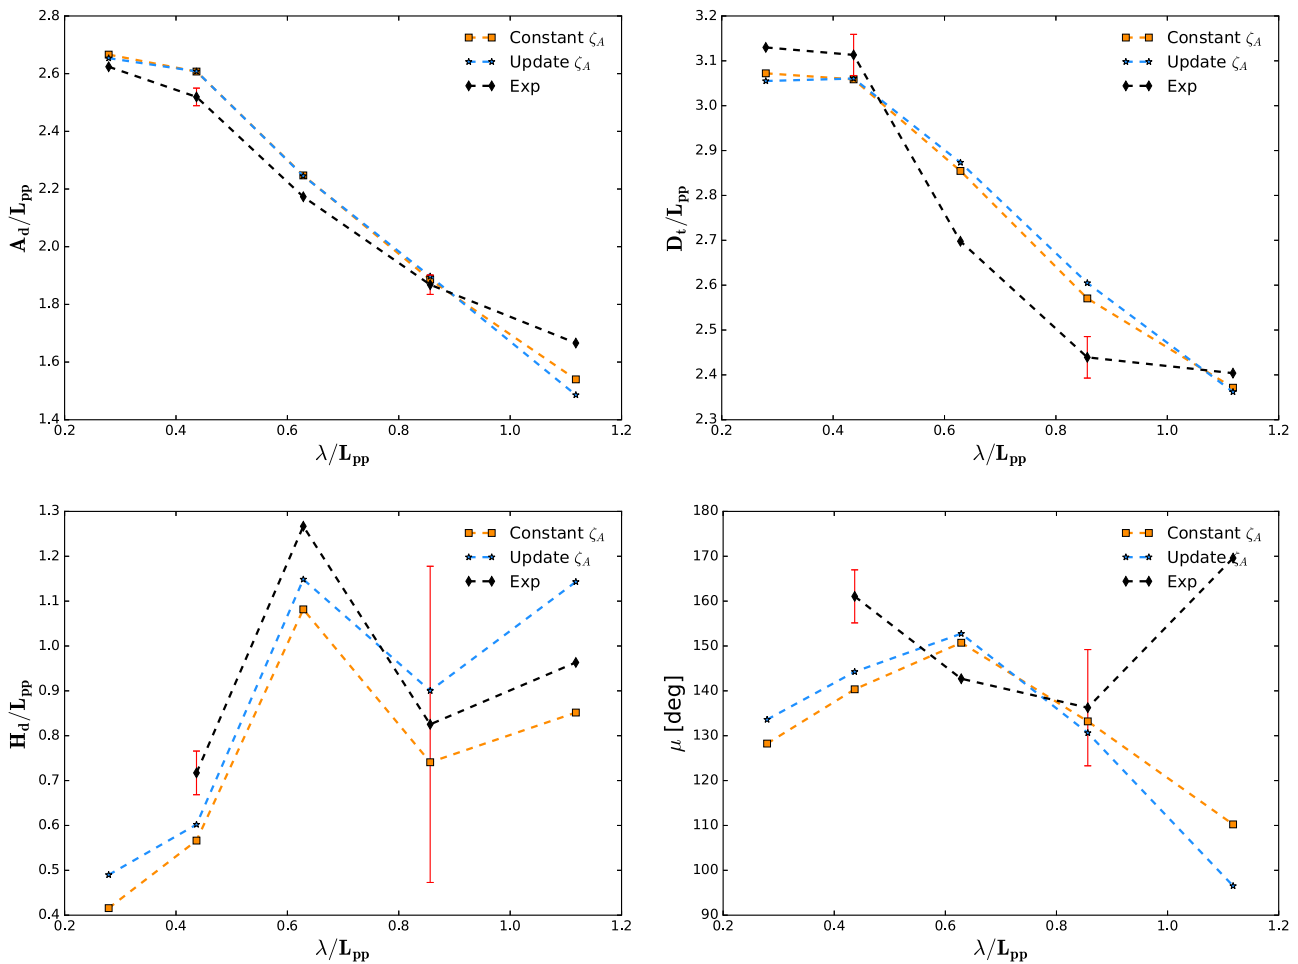 3.2
2.8
Constant ζ_A
Update ζ_A
Exp
2.6
2.4
2.2
2.0
1.8
1.6
1.4
A_d/L_pp
0.2 0.4 0.6 0.8 1.0 1.2
λ/L_pp
Constant ζ_A
Update ζ_A
Exp
3.1
3.0
2.9
2.8
2.7
2.6
2.5
2.4
2.3
D_t/L_pp
0.2 0.4 0.6 0.8 1.0 1.2
λ/L_pp
1.3
Constant ζ_A
Update ζ_A
Exp
1.2
1.1
1.0
0.9
0.8
0.7
0.6
0.5
0.4
H_d/L_pp
0.2 0.4 0.6 0.8 1.0 1.2
λ/L_pp
180
Constant ζ_A
Update ζ_A
Exp
170
160
150
140
130
120
110
100
90
μ [deg]
0.2 0.4 0.6 0.8 1.0 1.2
λ/L_pp